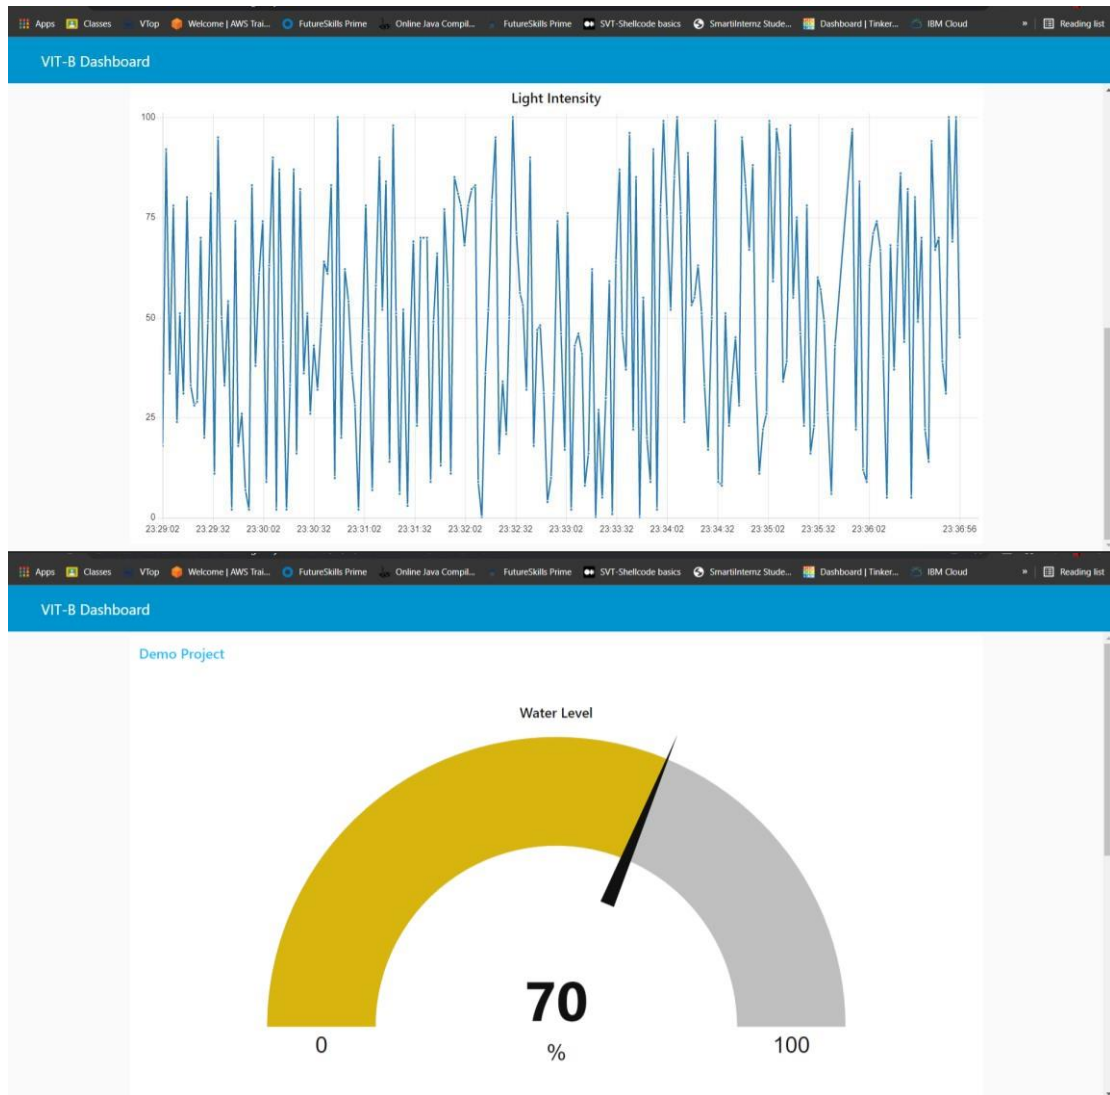 Apps Classes VTop Welcome | AWS Trai... FutureSkills Prime Online Java Compil... FutureSkills Prime SVT-Shellcode basics SmartiInternz Stude... Dashboard | Tinker... IBM Cloud » Reading list
VIT-B Dashboard
Light Intensity
100
75
50
25
0
23:29:02 23:29:32 23:30:02 23:30:32 23:31:02 23:31:32 23:32:02 23:32:32 23:33:02 23:33:32 23:34:02 23:34:32 23:35:02 23:35:32 23:36:02 23:36:56
Apps Classes VTop Welcome | AWS Trai... FutureSkills Prime Online Java Compil... FutureSkills Prime SVT-Shellcode basics SmartiInternz Stude... Dashboard | Tinker... IBM Cloud » Reading list
VIT-B Dashboard
Demo Project
Water Level
70
0 % 100